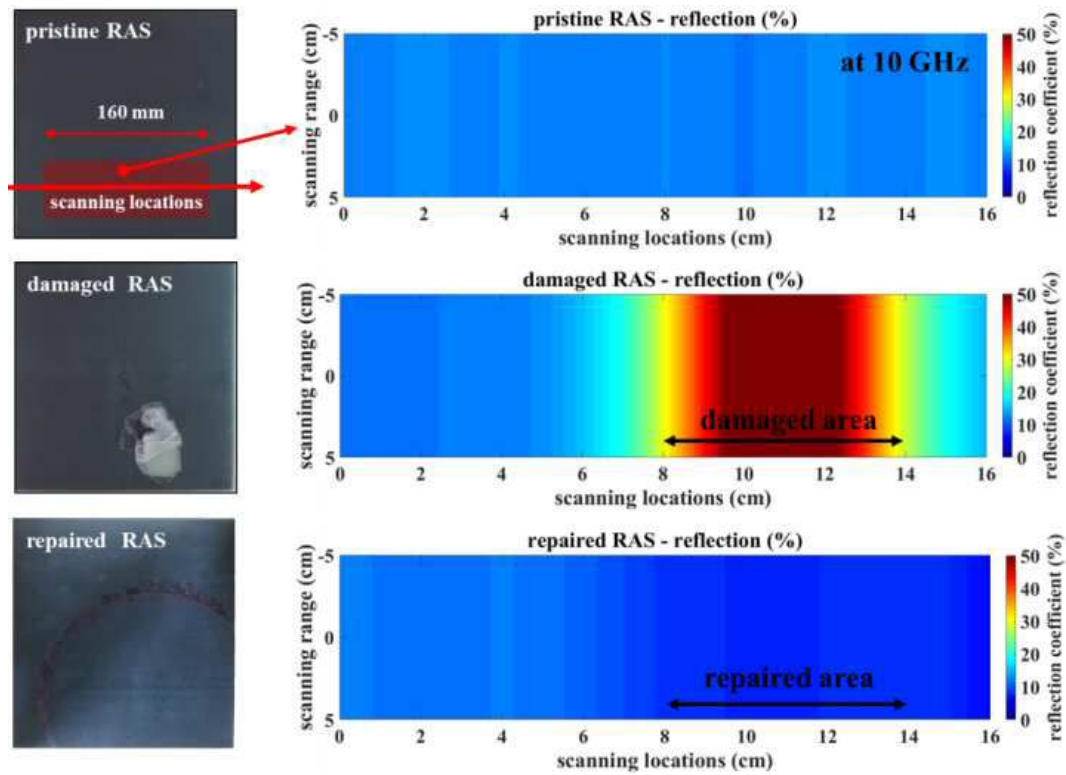 pristine RAS
160 mm
scanning locations
pristine RAS - reflection (%)
at 10 GHz
scanning range (cm)
-5
0
5
0 2 4 6 8 10 12 14 16
scanning locations (cm)
50
40
30
20
10
0
reflection coefficient (%)
damaged RAS
damaged RAS - reflection (%)
scanning range (cm)
-5
0
5
damaged area
0 2 4 6 8 10 12 14 16
scanning locations (cm)
50
40
30
20
10
0
reflection coefficient (%)
repaired RAS
repaired RAS - reflection (%)
scanning range (cm)
-5
0
5
repaired area
0 2 4 6 8 10 12 14 16
scanning locations (cm)
50
40
30
20
10
0
reflection coefficient (%)